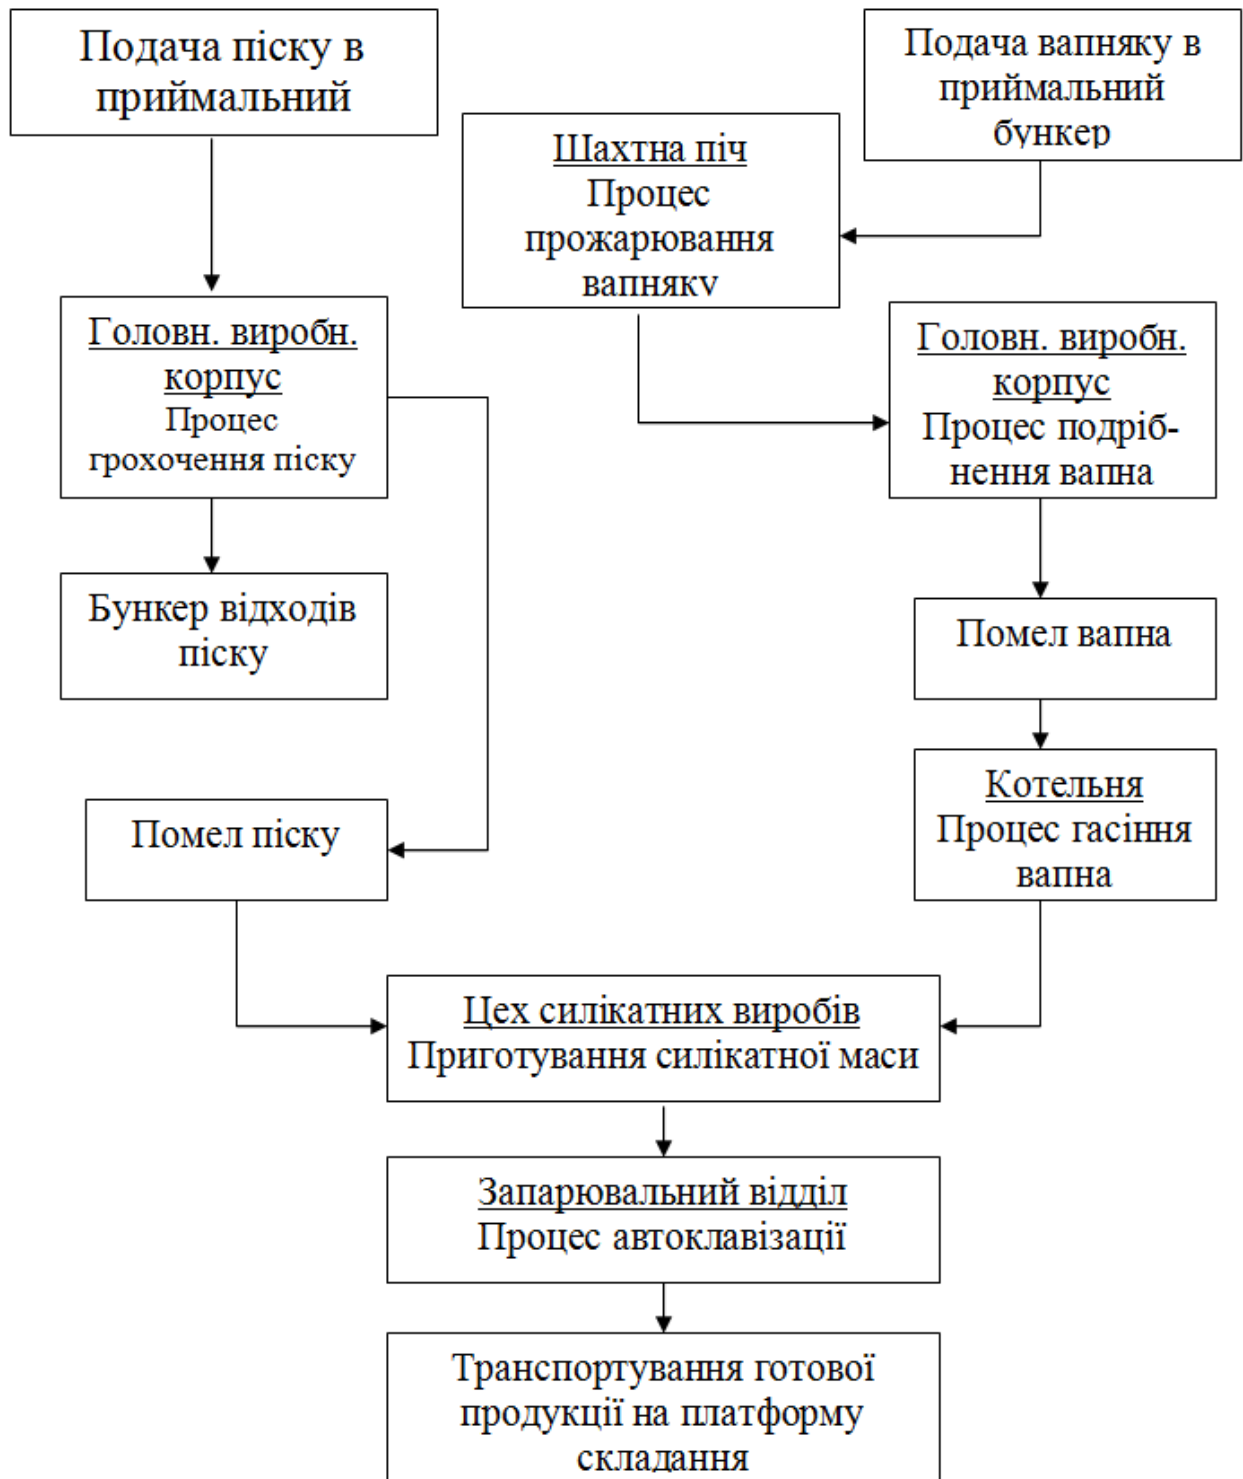 Подача піску в
приймальний
Подача вапняку в
приймальний
бункер
Шахтна піч
Процес
прожарювання
вапняку
Головн. виробн.
корпус
Процес
грохочення піску
Головн. виробн.
корпус
Процес подріб-
нення вапна
Бункер відходів
піску
Помел вапна
Помел піску
Котельня
Процес гасіння
вапна
Цех силікатних виробів
Приготування силікатної маси
Запарювальний відділ
Процес автоклавізації
Транспортування готової
продукції на платформу
складання